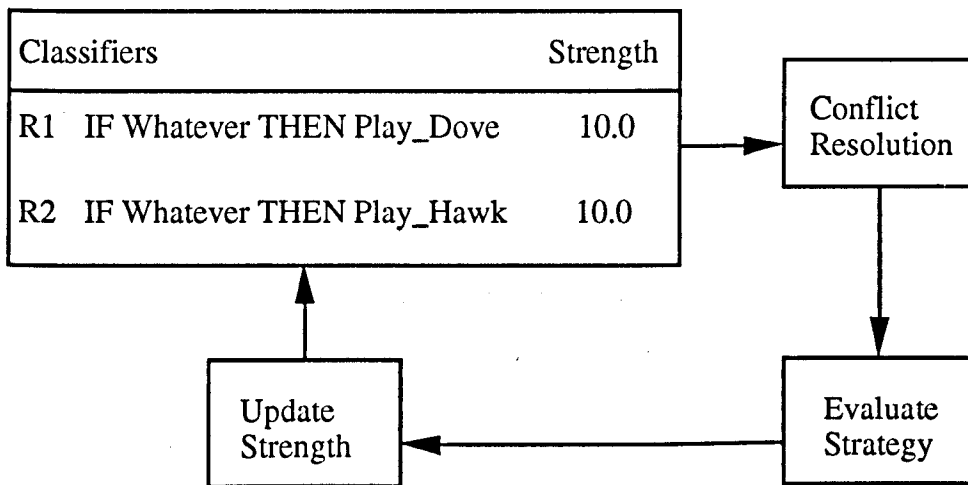 Classifiers Strength
R1 IF Whatever THEN Play_Dove 10.0
R2 IF Whatever THEN Play_Hawk 10.0
Conflict
Resolution
Evaluate
Strategy
Update
Strength